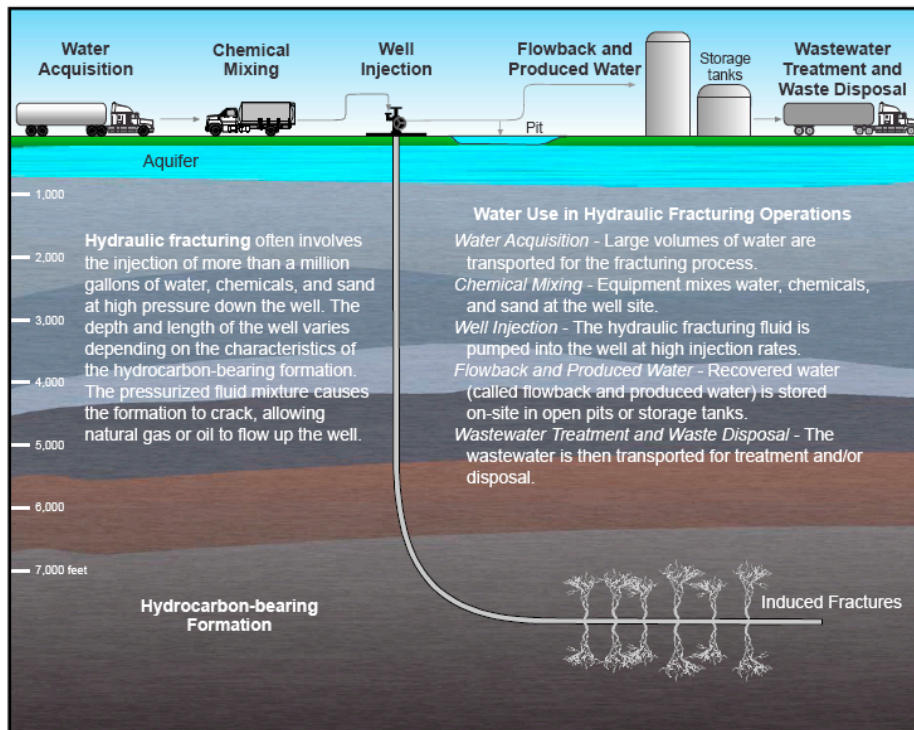 Water
Acquisition
Chemical
Mixing
Well
Injection
Flowback and
Produced Water
Storage
tanks
Wastewater
Treatment and
Waste Disposal
Pit
Aquifer
1,000
2,000
3,000
4,000
5,000
6,000
7,000 feet
Hydraulic fracturing often involves
the injection of more than a million
gallons of water, chemicals, and sand
at high pressure down the well. The
depth and length of the well varies
depending on the characteristics of
the hydrocarbon-bearing formation.
The pressurized fluid mixture causes
the formation to crack, allowing
natural gas or oil to flow up the well.
Water Use in Hydraulic Fracturing Operations
Water Acquisition - Large volumes of water are
transported for the fracturing process.
Chemical Mixing - Equipment mixes water, chemicals,
and sand at the well site.
Well Injection - The hydraulic fracturing fluid is
pumped into the well at high injection rates.
Flowback and Produced Water - Recovered water
(called flowback and produced water) is stored
on-site in open pits or storage tanks.
Wastewater Treatment and Waste Disposal - The
wastewater is then transported for treatment and/or
disposal.
Hydrocarbon-bearing
Formation
Induced Fractures